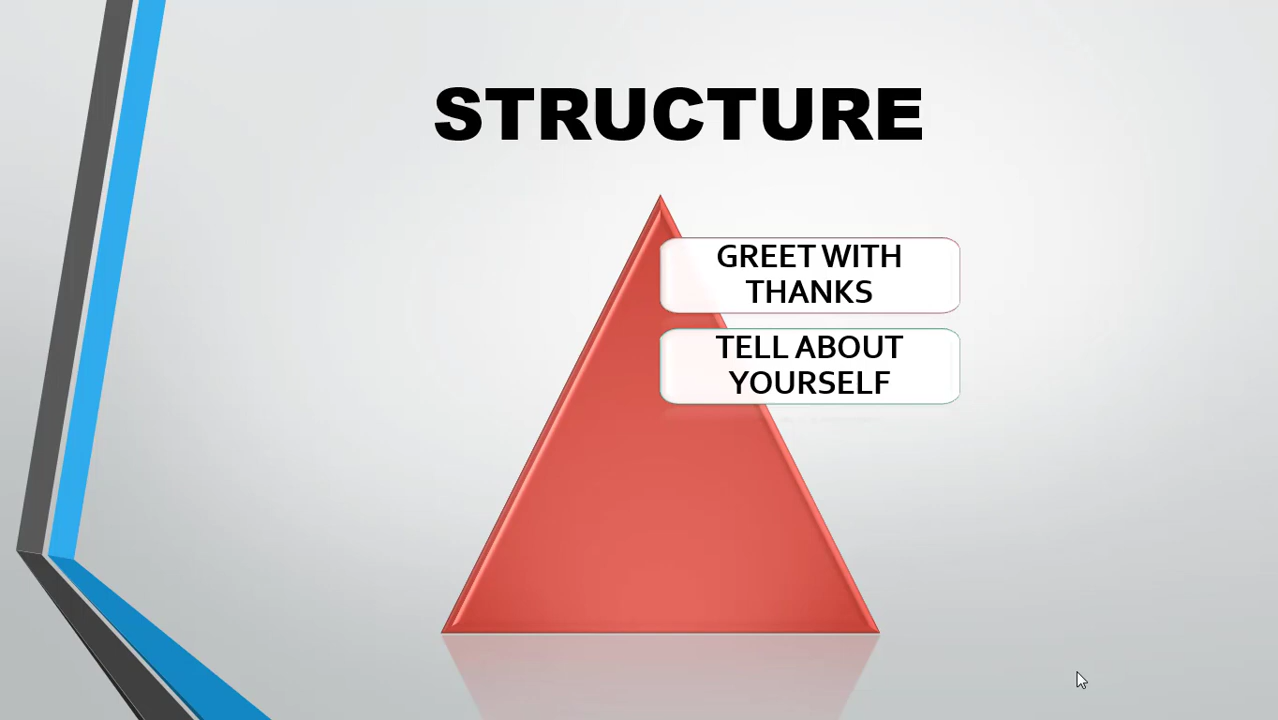 STRUCTURE
GREET WITH
THANKS
TELL ABOUT
YOURSELF